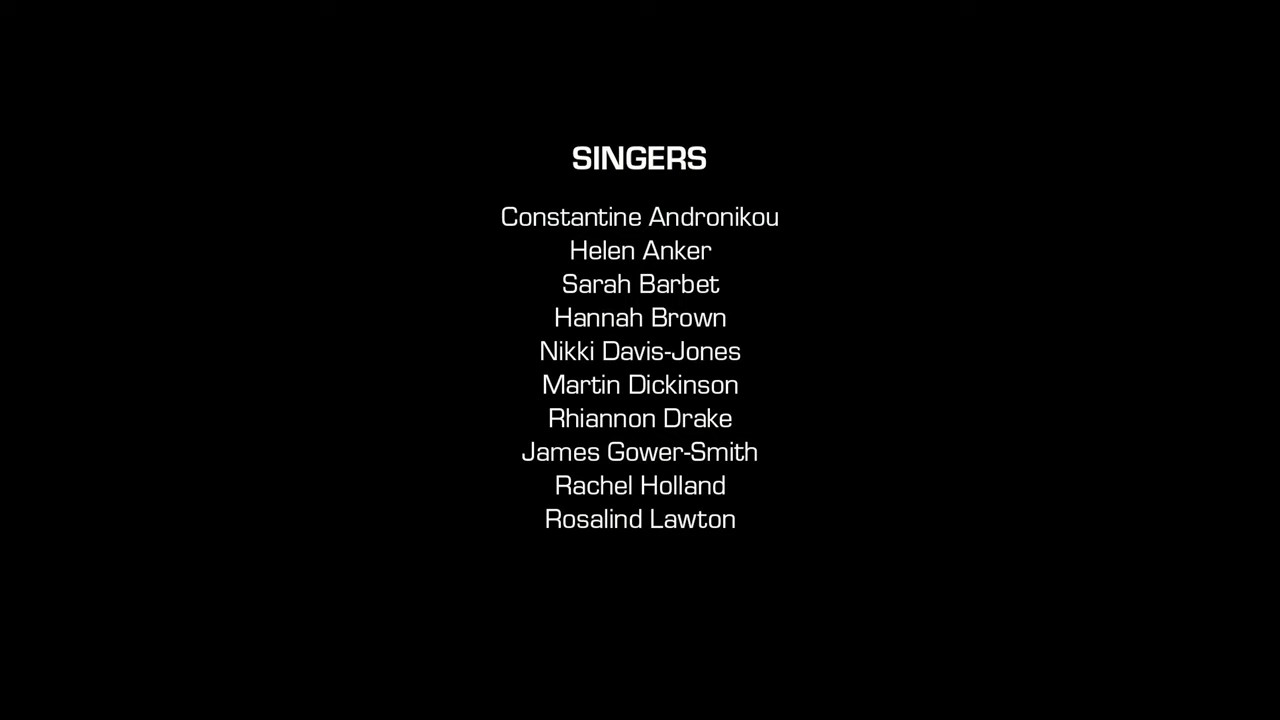 SINGERS
Constantine Andronikou
Helen Anker
Sarah Barbet
Hannah Brown
Nikki Davis-Jones
Martin Dickinson
Rhiannon Drake
James Gower-Smith
Rachel Holland
Rosalind Lawton